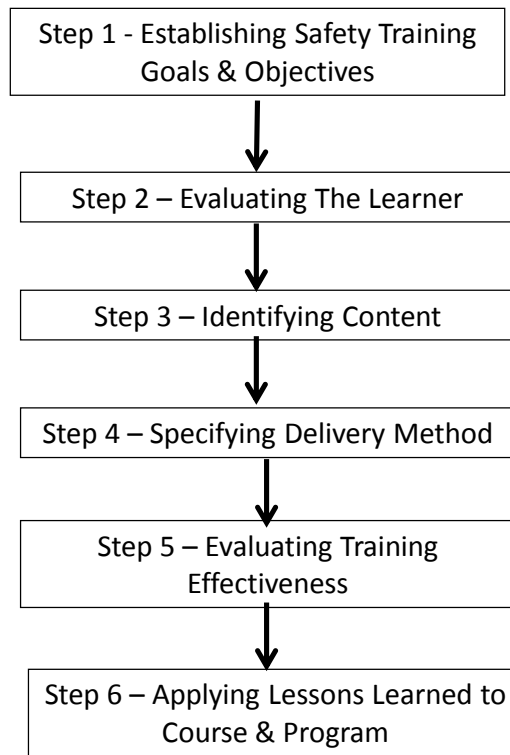 Step 1 - Establishing Safety Training
Goals & Objectives
Step 2 – Evaluating The Learner
Step 3 – Identifying Content
Step 4 – Specifying Delivery Method
Step 5 – Evaluating Training
Effectiveness
Step 6 – Applying Lessons Learned to
Course & Program